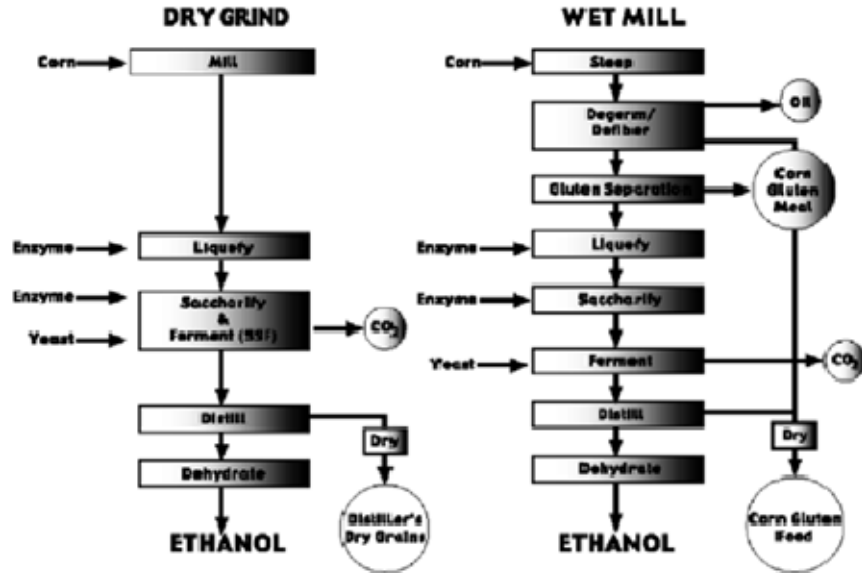 DRY GRIND
Corn
Mill
Enzyme
Liquefy
Enzyme
Saccharify
&
Ferment (SSF)
Yeast
CO2
Distill
Dry
Dehydrate
Distiller's
Dry Grains
ETHANOL
WET MILL
Corn
Steep
Degerm/
Defiber
Oil
Gluten Separation
Corn
Gluten
Meal
Enzyme
Liquefy
Enzyme
Saccharify
Yeast
Ferment
CO2
Distill
Dry
Dehydrate
Corn Gluten
Feed
ETHANOL